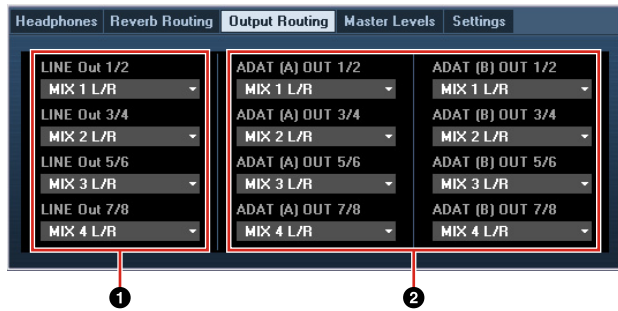 Headphones Reverb Routing Output Routing Master Levels Settings
LINE Out 1/2 ADAT (A) OUT 1/2 ADAT (B) OUT 1/2
MIX 1 L/R MIX 1 L/R MIX 1 L/R
LINE Out 3/4 ADAT (A) OUT 3/4 ADAT (B) OUT 3/4
MIX 2 L/R MIX 2 L/R MIX 2 L/R
LINE Out 5/6 ADAT (A) OUT 5/6 ADAT (B) OUT 5/6
MIX 3 L/R MIX 3 L/R MIX 3 L/R
LINE Out 7/8 ADAT (A) OUT 7/8 ADAT (B) OUT 7/8
MIX 4 L/R MIX 4 L/R MIX 4 L/R
1 2